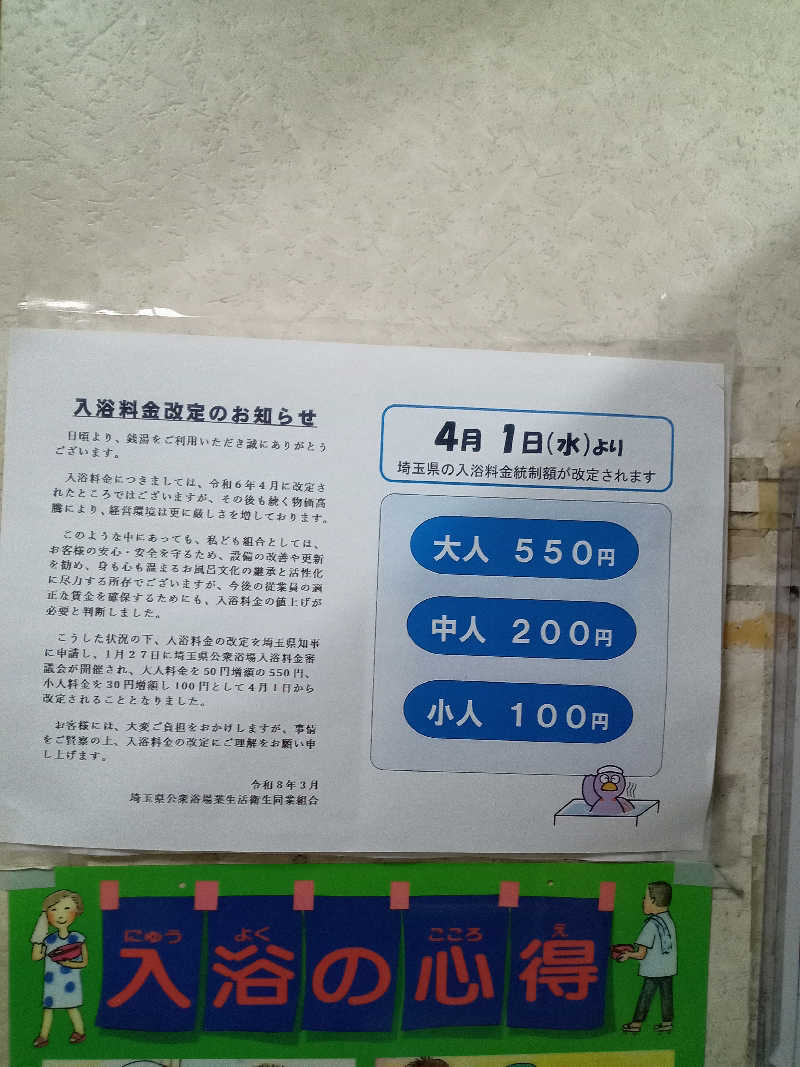 入浴料金改定のお知らせ
日頃より、銭湯をご利用いただき誠にありがとう
ございます。
入浴料金につきましては、令和６年４月に改定さ
れたところではございますが、その後も続く物価高
騰により、経営環境は更に厳しさを増しております。
このような中にあっても、私ども組合としては、
お客様の安心・安全を守るため、設備の改善や更新
を勧め、身も心も温まるお風呂文化の継承と活性化
に尽力する所存でございますが、今後の従業員の適
正な賃金を確保するためにも、入浴料金の値上げが
必要と判断しました。
こうした状況の下、入浴料金の改定を埼玉県知事
に申請し、１月２７日に埼玉県公衆浴場入浴料金審
議会が開催され、大人料金を50円増額の550円、
小人料金を30円増額し100円として４月１日から
改定されることとなりました。
お客様には、大変ご負担をおかけしますが、事情
をご賢察の上、入浴料金の改定にご理解をお願い申
し上げます。
令和８年３月
埼玉県公衆浴場業生活衛生同業組合
4月 1日(水)より
埼玉県の入浴料金統制額が改定されます
大人 ５５０円
中人 ２００円
小人 １００円
にゅう よく こころ え
入浴の心得